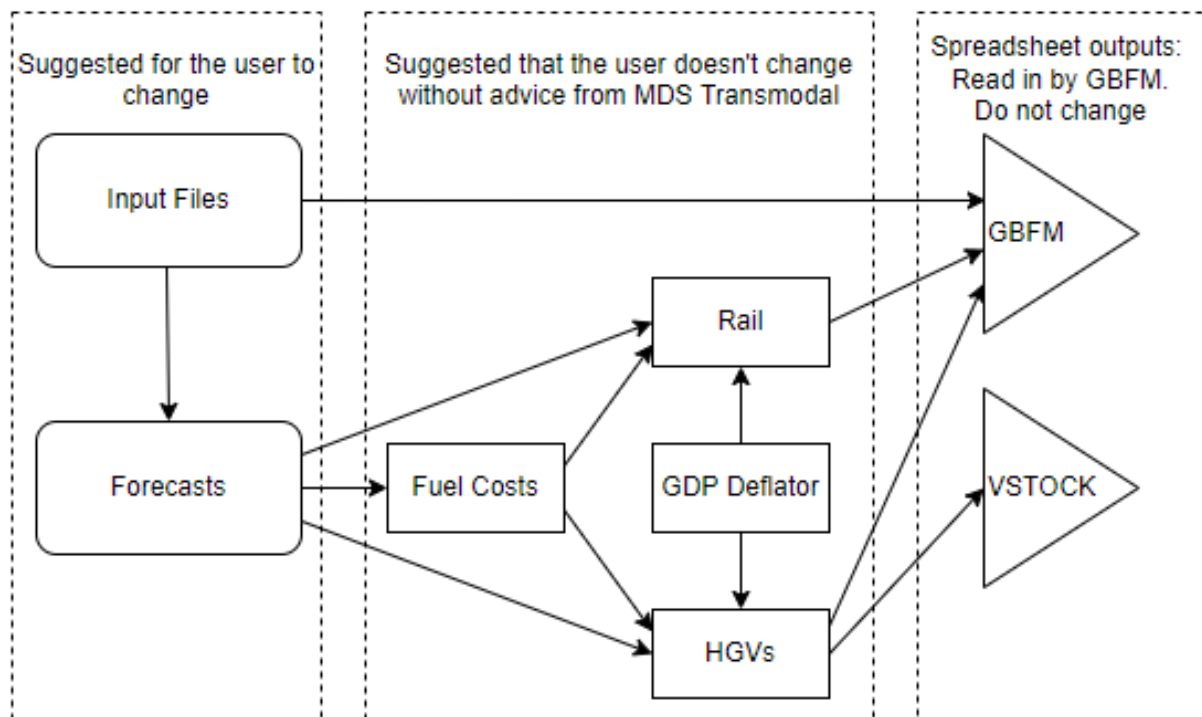 Suggested for the user to
change
Suggested that the user doesn't change
without advice from MDS Transmodal
Spreadsheet outputs:
Read in by GBFM.
Do not change
Input Files
GBFM
Rail
Forecasts
Fuel Costs
GDP Deflator
VSTOCK
HGVs